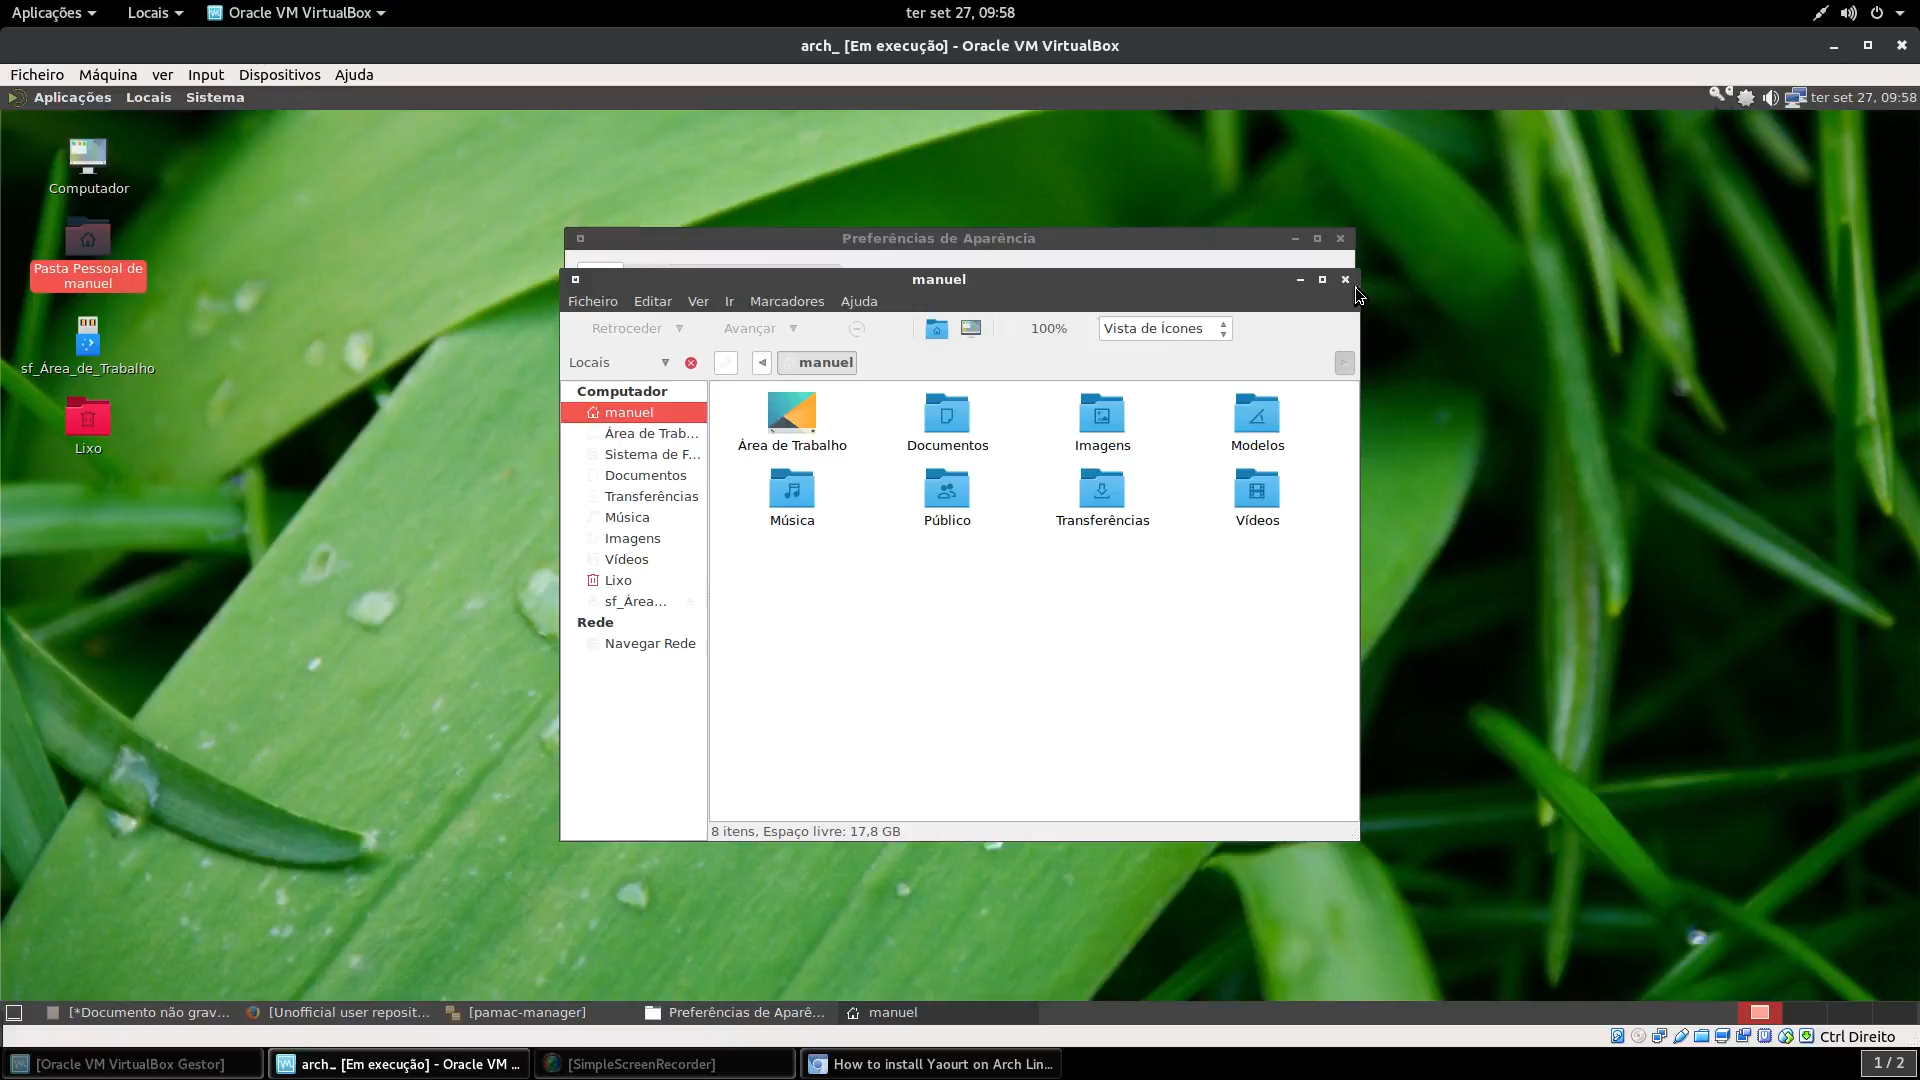 Aplicações Locais Oracle VM VirtualBox ter set 27, 09:58
arch_ [Em execução] - Oracle VM VirtualBox
Ficheiro Máquina ver Input Dispositivos Ajuda
Aplicações Locais Sistema ter set 27, 09:58
Computador
Pasta Pessoal de
manuel
sf_Área_de_Trabalho
Lixo
Preferências de Aparência
manuel
Ficheiro Editar Ver Ir Marcadores Ajuda
Retroceder Avançar 100% Vista de Ícones
Locais manuel
Computador
manuel
Área de Trab...
Sistema de F...
Documentos
Transferências
Música
Imagens
Vídeos
Lixo
sf_Área...
Rede
Navegar Rede
Área de Trabalho Documentos Imagens Modelos
Música Público Transferências Vídeos
8 itens, Espaço livre: 17,8 GB
[*Documento não grav... [Unofficial user reposit... [pamac-manager] Preferências de Aparê... manuel
Ctrl Direito
[Oracle VM VirtualBox Gestor] arch_ [Em execução] - Oracle VM ... [SimpleScreenRecorder] How to install Yaourt on Arch Lin... 1 / 2